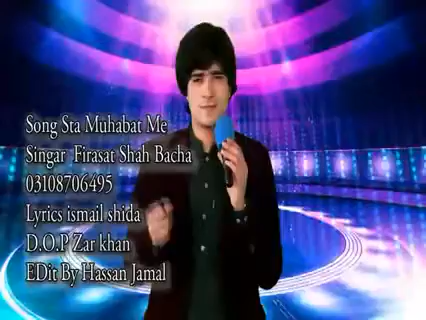 Song Sta Muhabat Me
Singar Firasat Shah Bacha
03108706495
Lyrics ismail shida
D.O.P Zar khan
EDit By Hassan Jamal